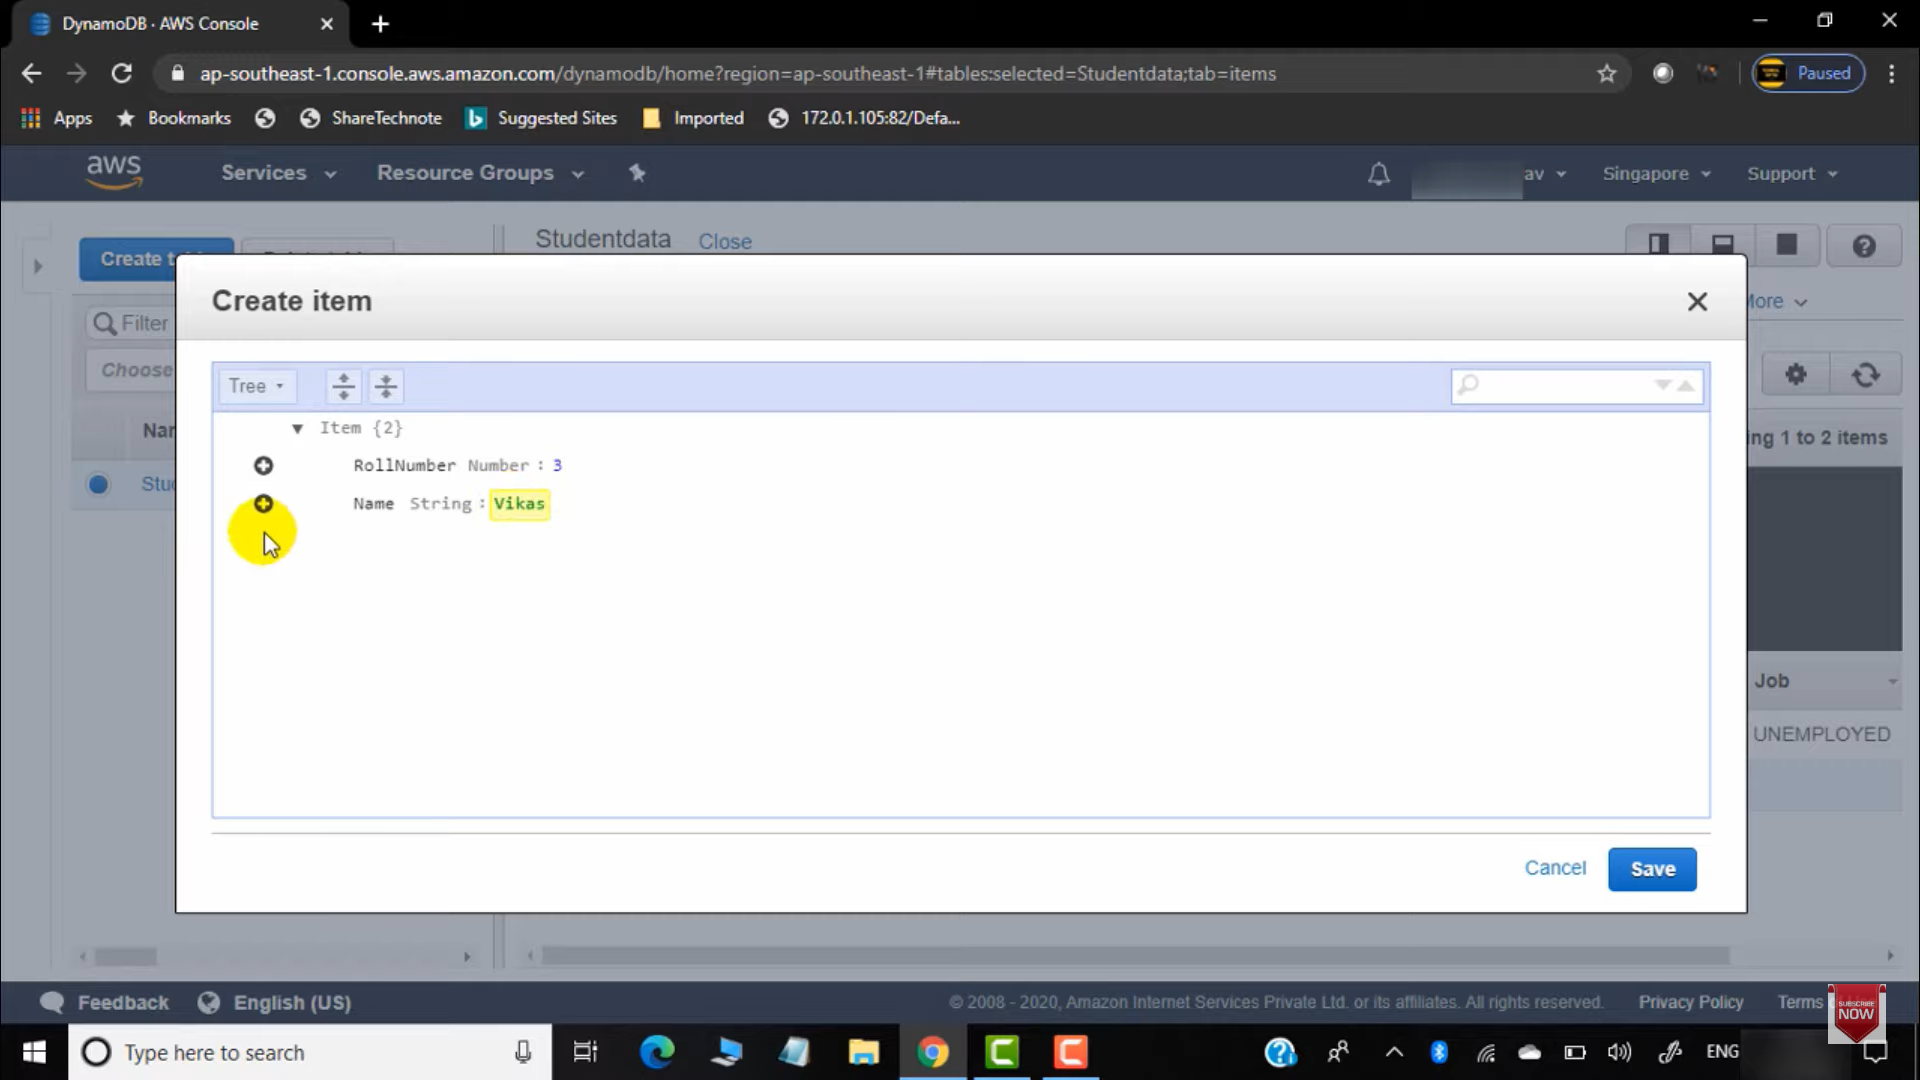 DynamoDB · AWS Console
ap-southeast-1.console.aws.amazon.com/dynamodb/home?region=ap-southeast-1#tables:selected=Studentdata;tab=items
Paused
Apps Bookmarks ShareTechnote Suggested Sites Imported 172.0.1.105:82/Defa...
aws Services Resource Groups av Singapore Support
Studentdata Close
Create t
Create item
More
Filter
Choose
Tree
Nar
ng 1 to 2 items
Item {2}
RollNumber Number : 3
Stu
Name String : Vikas
Job
UNEMPLOYED
Cancel Save
Feedback English (US) © 2008 - 2020, Amazon Internet Services Private Ltd. or its affiliates. All rights reserved. Privacy Policy Terms
SUBSCRIBE
NOW
Type here to search ENG